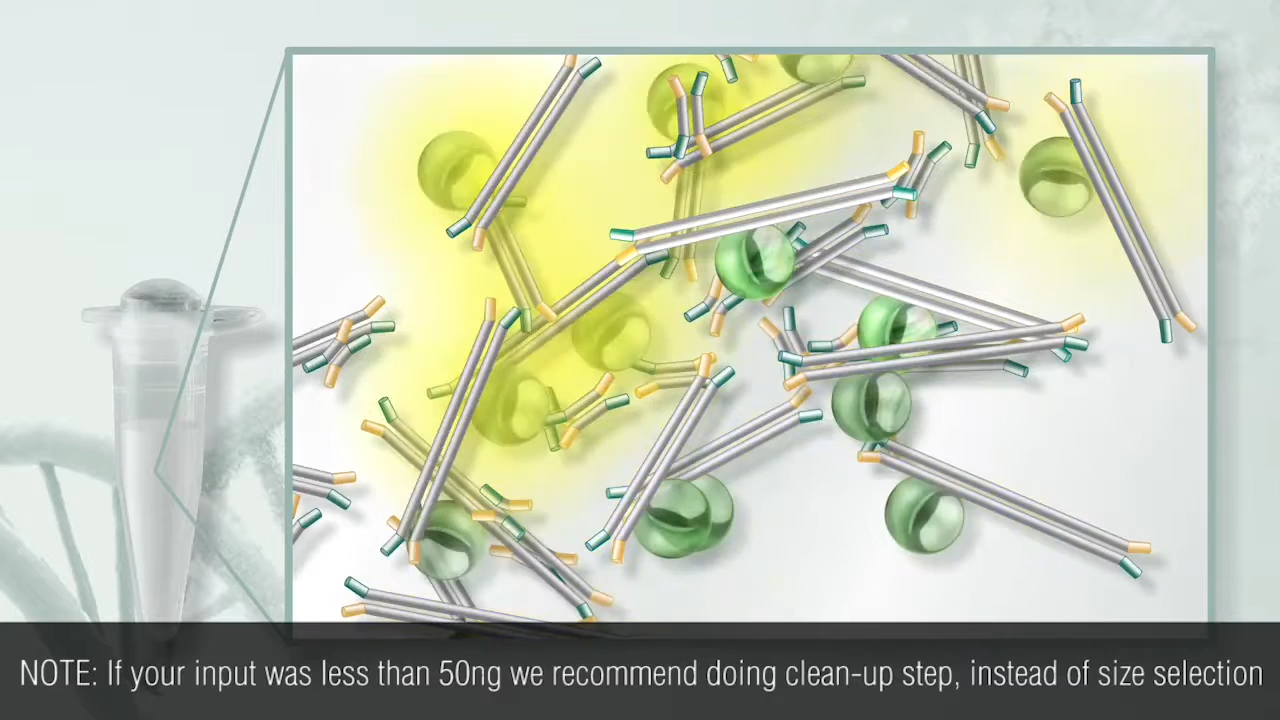 NOTE: If your input was less than 50ng we recommend doing clean-up step, instead of size selection